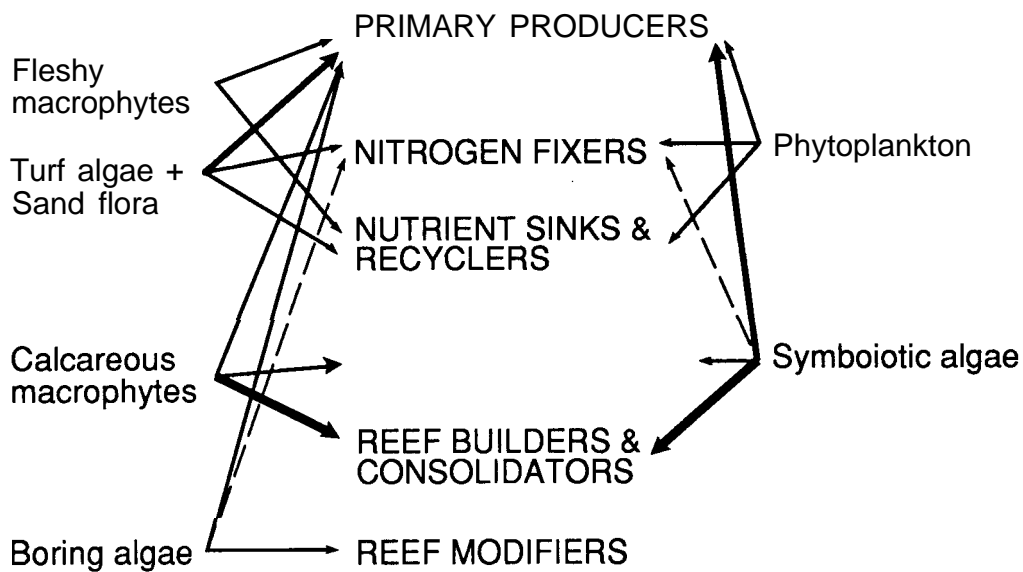 PRIMARY PRODUCERS
Fleshy
macrophytes
NITROGEN FIXERS
Phytoplankton
Turf algae +
Sand flora
NUTRIENT SINKS &
RECYCLERS
Calcareous
macrophytes
Symboiotic algae
REEF BUILDERS &
CONSOLIDATORS
Boring algae
REEF MODIFIERS